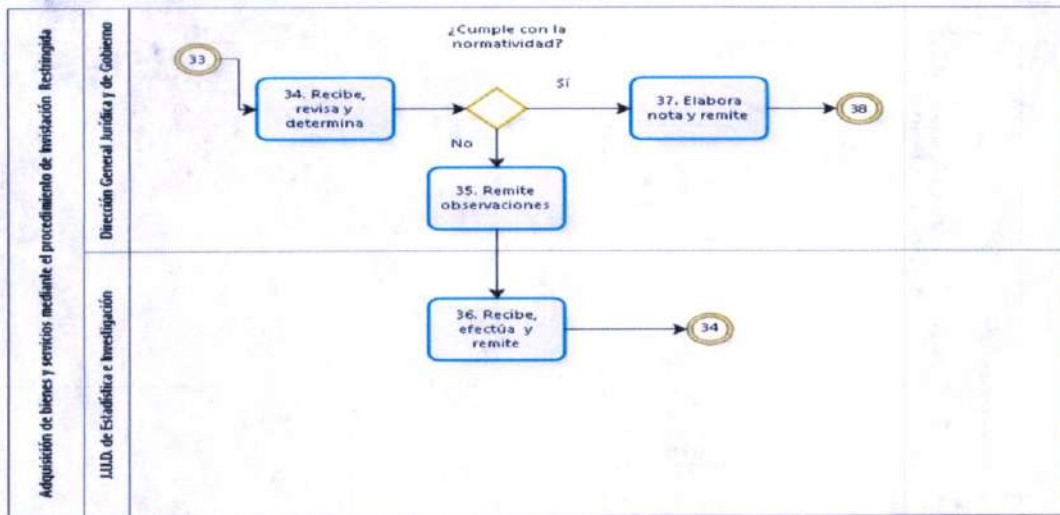 Adquisición de bienes y servicios mediante el procedimiento de Invistación Restringida
Dirección General Jurídica y de Gobierno
¿Cumple con la
normatividad?
33
34. Recibe,
revisa y
determina
Sí
37. Elabora
nota y remite
38
No
35. Remite
observaciones
J.U.D. de Estadística e Investigación
36. Recibe,
efectúa y
remite
34